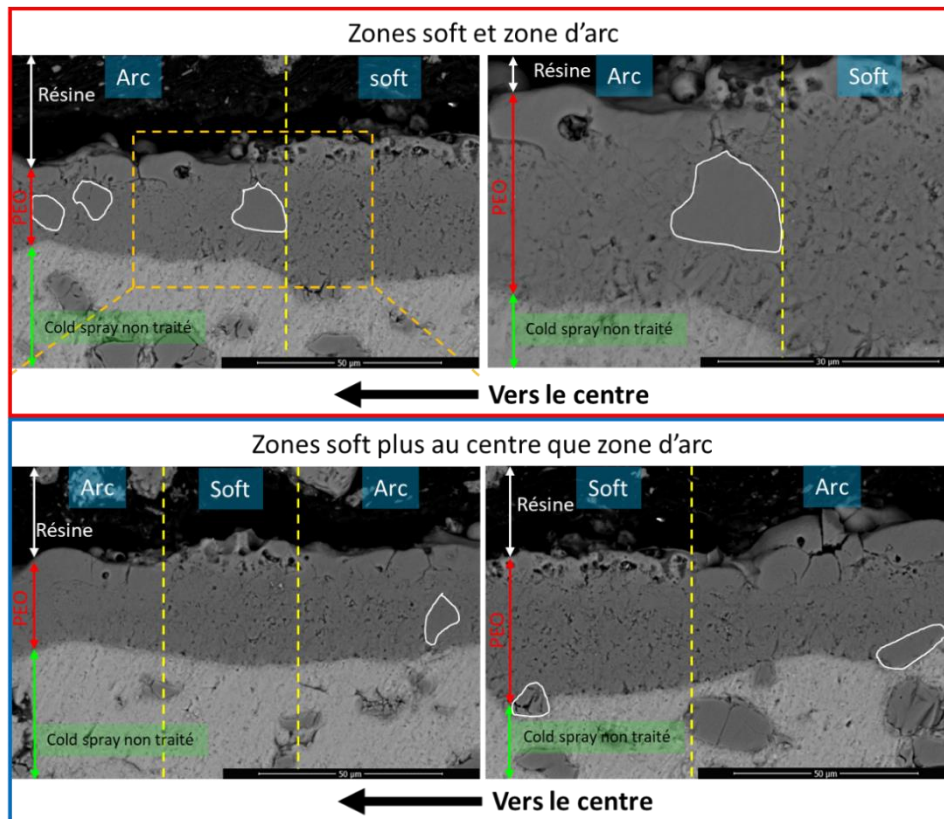 Zones soft et zone d'arc
Arc
soft
Résine
PEO
Cold spray non traité
50 µm
Résine
Arc
Soft
PEO
Cold spray non traité
30 µm
Vers le centre
Zones soft plus au centre que zone d'arc
Arc
Soft
Arc
Résine
PEO
Cold spray non traité
50 µm
Soft
Arc
Résine
PEO
Cold spray non traité
50 µm
Vers le centre